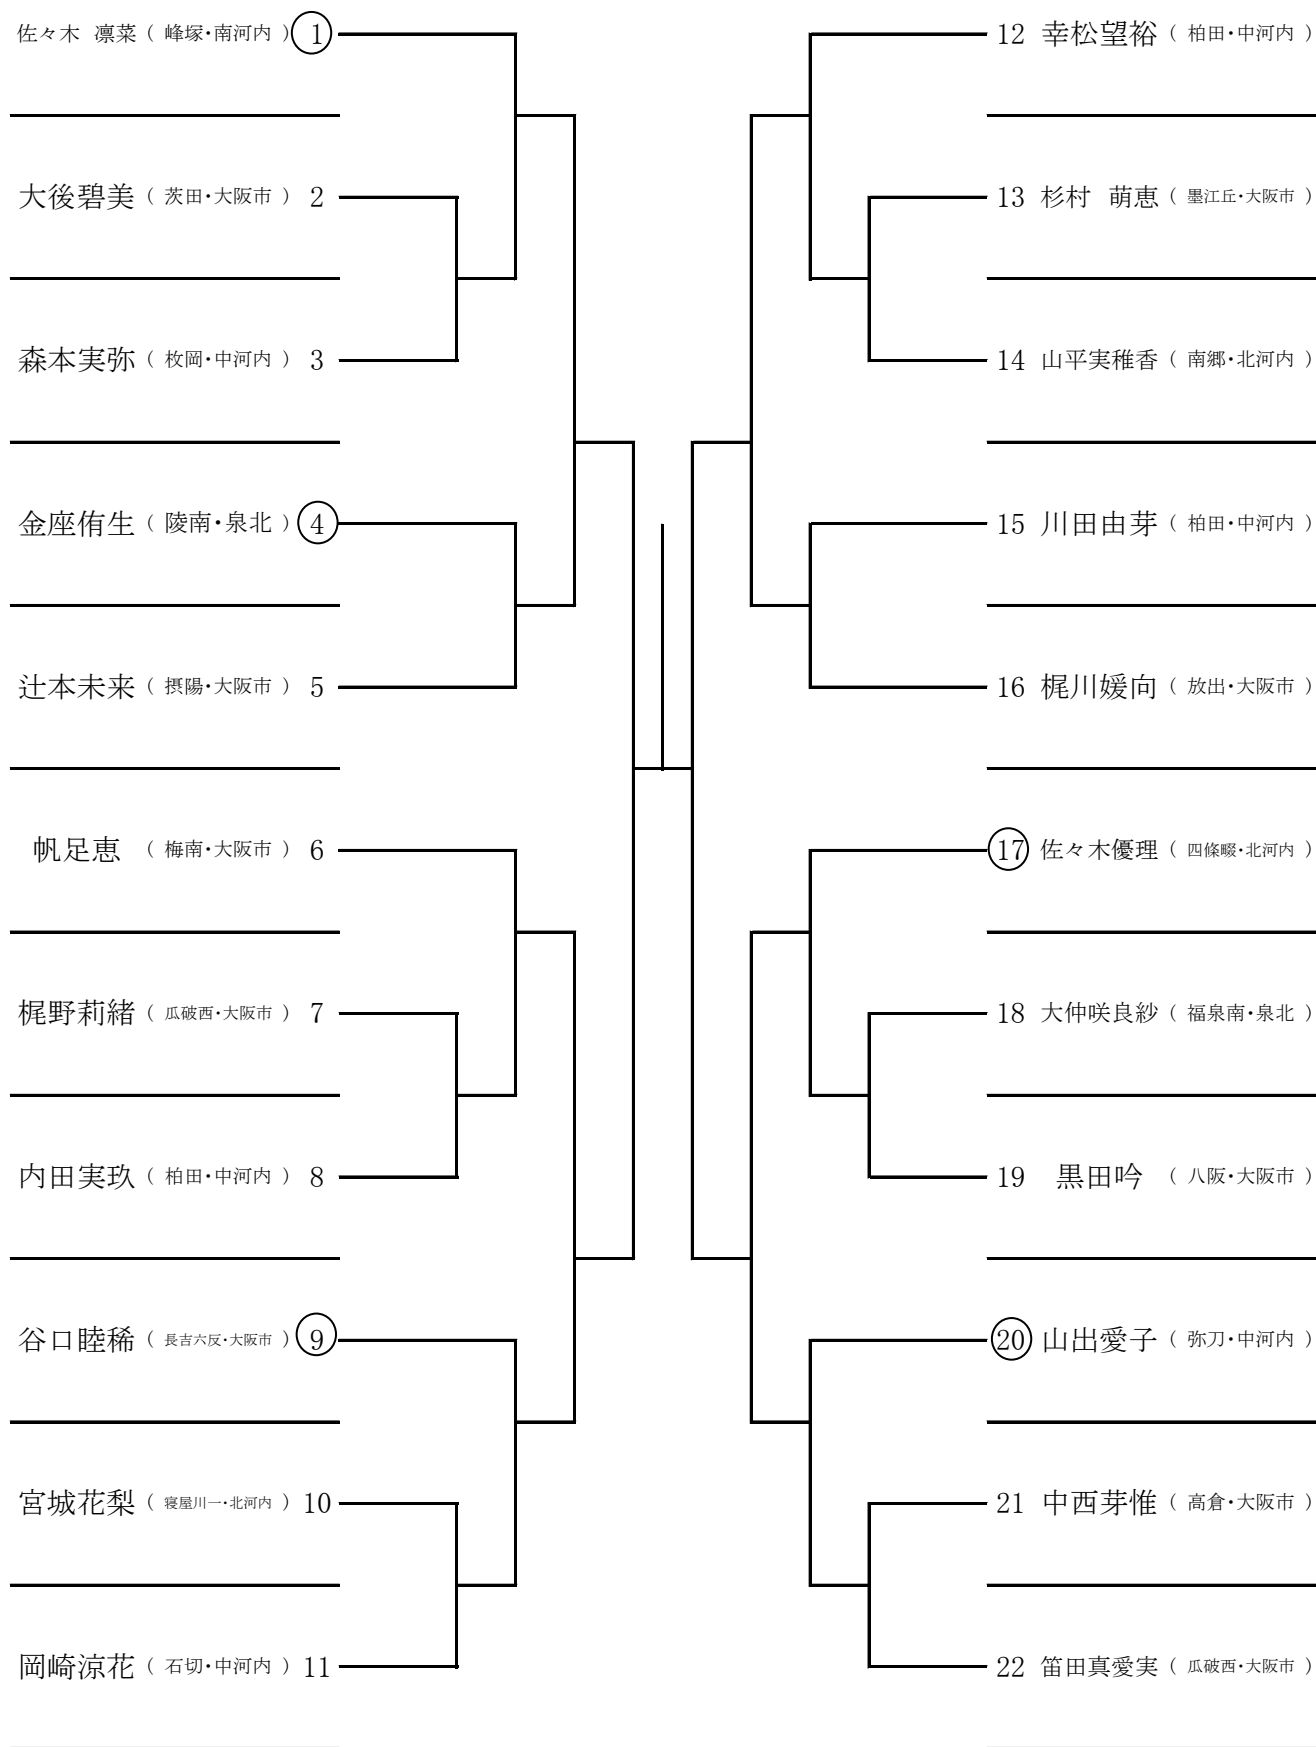 佐々木 凛菜 ( 峰塚・南河内 ) 1
大後碧美 ( 茨田・大阪市 ) 2
森本実弥 ( 枚岡・中河内 ) 3
金座侑生 ( 陵南・泉北 ) 4
辻本未来 ( 摂陽・大阪市 ) 5
帆足恵 ( 梅南・大阪市 ) 6
梶野莉緒 ( 瓜破西・大阪市 ) 7
内田実玖 ( 柏田・中河内 ) 8
谷口睦稀 ( 長吉六反・大阪市 ) 9
宮城花梨 ( 寝屋川一・北河内 ) 10
岡崎涼花 ( 石切・中河内 ) 11
12 幸松望裕 ( 柏田・中河内 )
13 杉村 萌恵 ( 墨江丘・大阪市 )
14 山平実稚香 ( 南郷・北河内 )
15 川田由芽 ( 柏田・中河内 )
16 梶川媛向 ( 放出・大阪市 )
17 佐々木優理 ( 四條畷・北河内 )
18 大仲咲良紗 ( 福泉南・泉北 )
19 黒田吟 ( 八阪・大阪市 )
20 山出愛子 ( 弥刀・中河内 )
21 中西芽惟 ( 高倉・大阪市 )
22 笛田真愛実 ( 瓜破西・大阪市 )